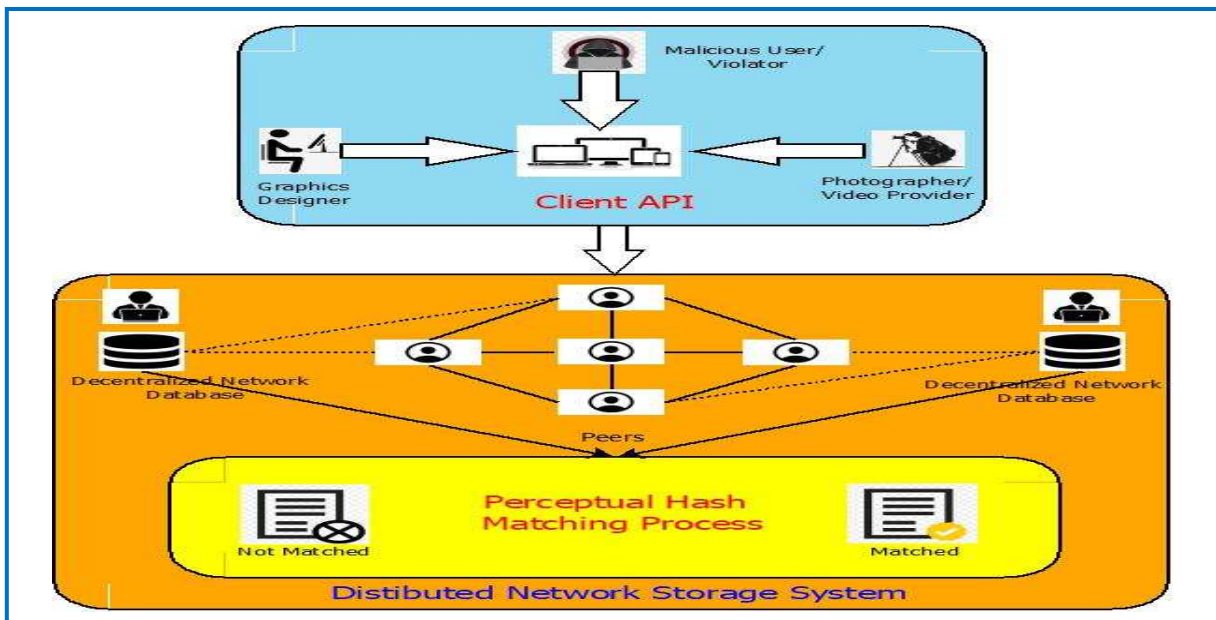 Malicious User/
Violator
Graphics
Designer
Client API
Photographer/
Video Provider
Decentralized Network
Database
Decentralized Network
Database
Peers
Perceptual Hash
Matching Process
Not Matched
Matched
Distibuted Network Storage System